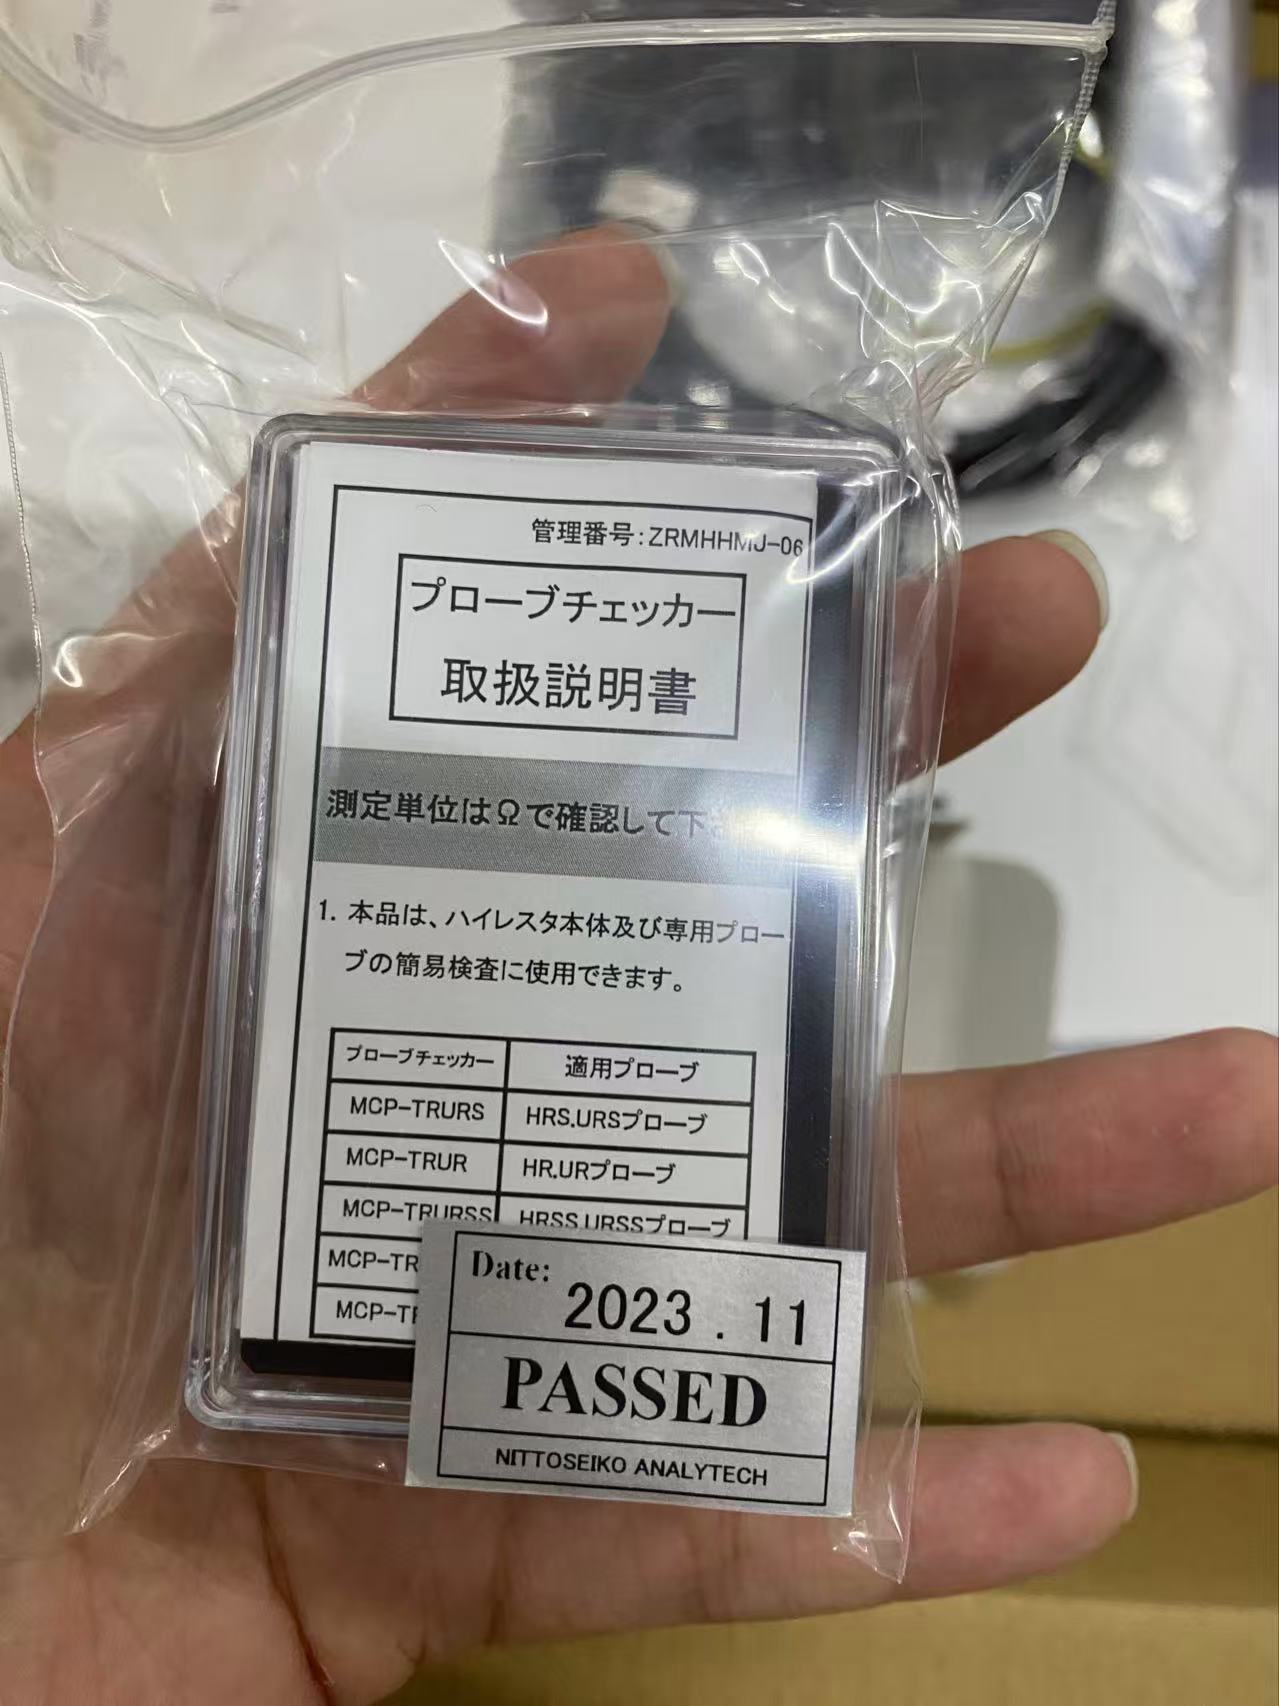 管理番号:ZRMHHMJ-06
プローブチェッカー
取扱説明書
測定単位はΩで確認して下さ
1. 本品は、ハイレスタ本体及び専用プロー
ブの簡易検査に使用できます。
プローブチェッカー 適用プローブ
MCP-TRURS HRS.URSプローブ
MCP-TRUR HR.URプローブ
MCP-TRURSS HRSS.URSSプローブ
MCP-TR
MCP-TR
Date:
2023 . 11
PASSED
NITTOSEIKO ANALYTECH